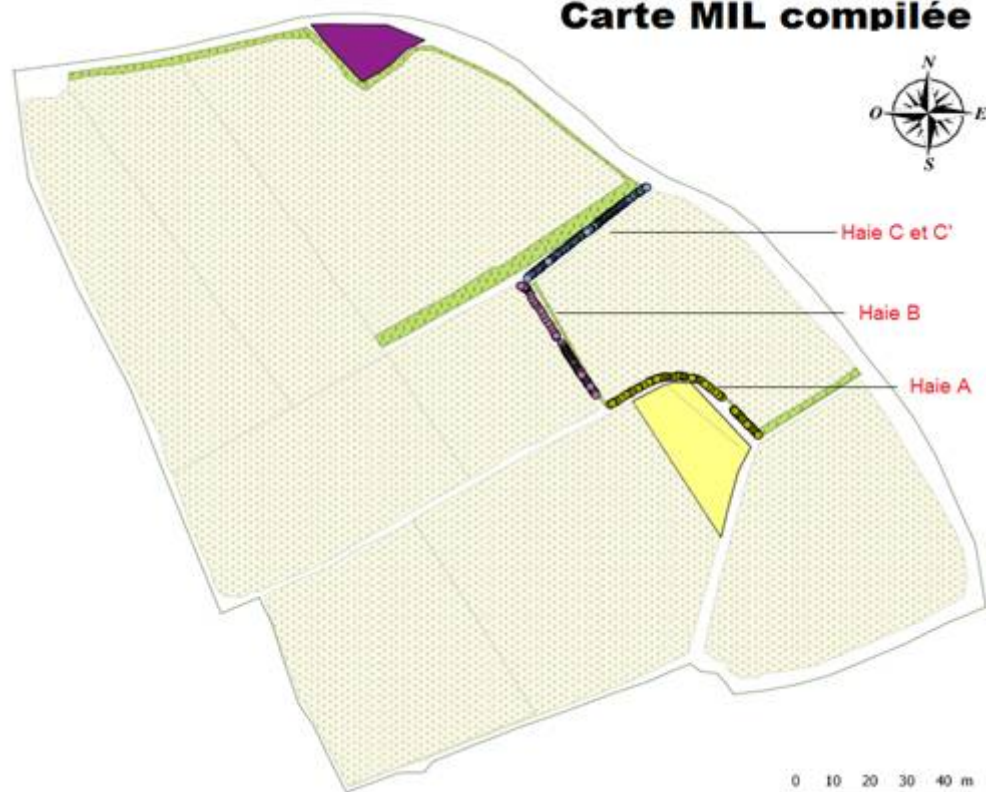 Carte MIL compilée
N
O E
S
Haie C et C'
Haie B
Haie A
0 10 20 30 40 m